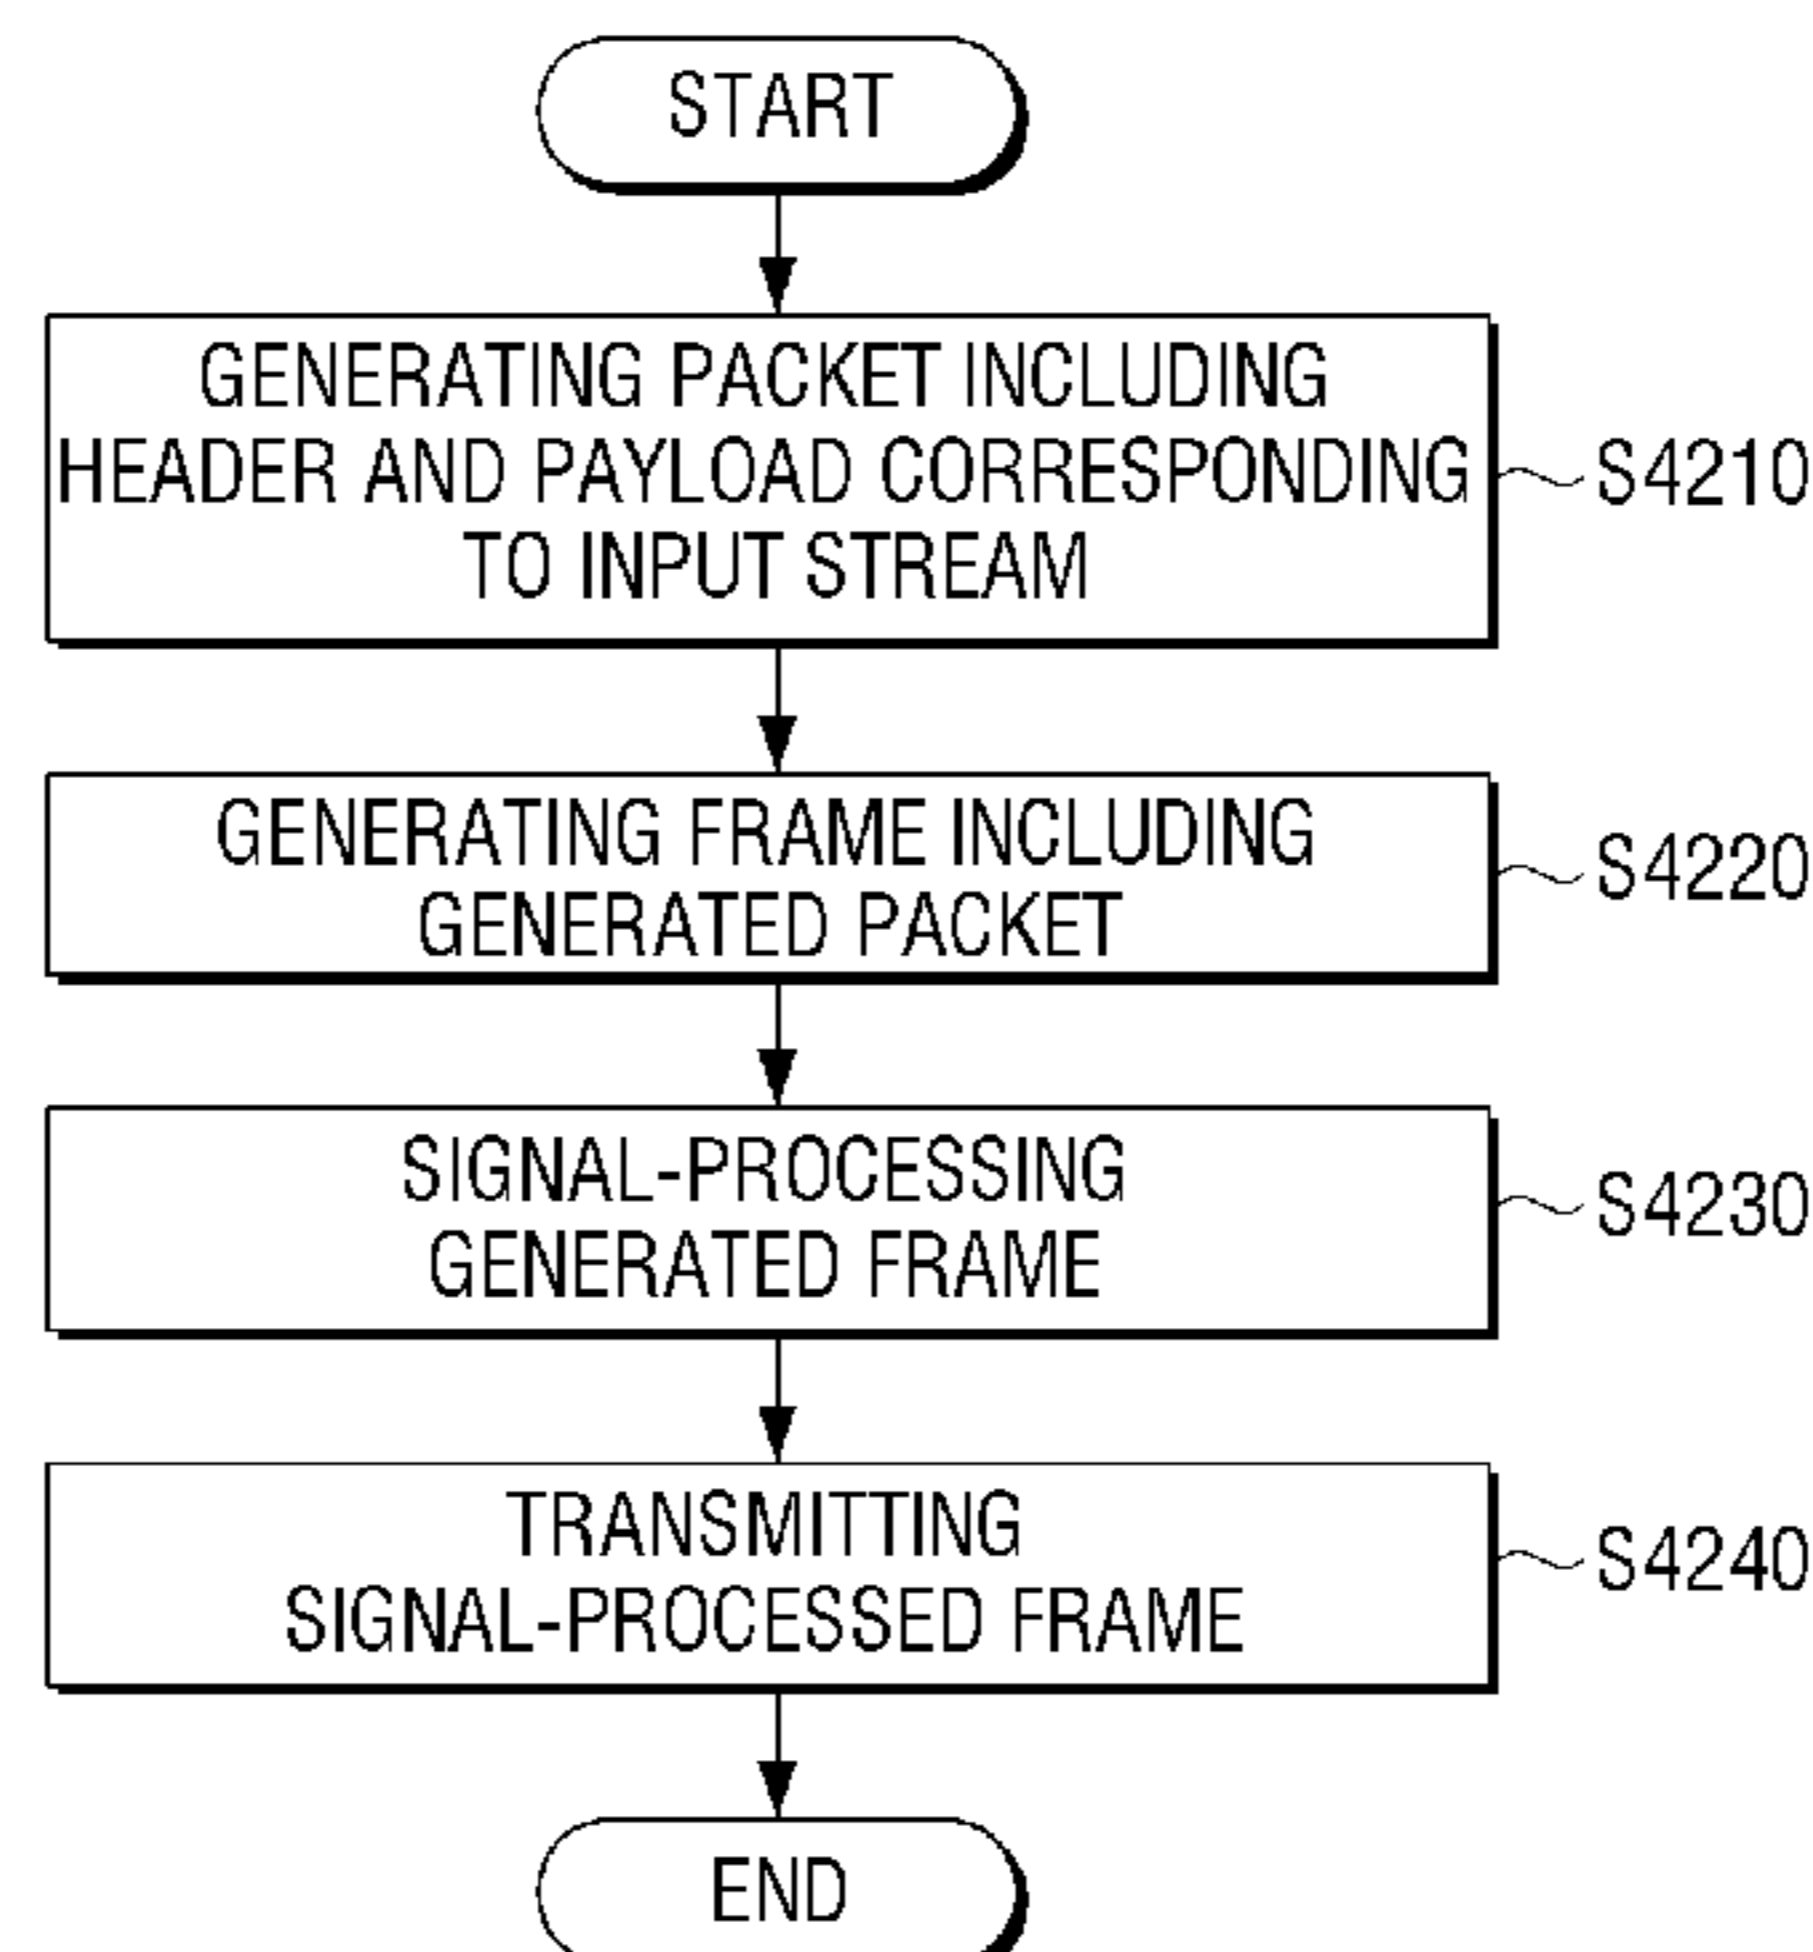 START
GENERATING PACKET INCLUDING
HEADER AND PAYLOAD CORRESPONDING
TO INPUT STREAM
S4210
GENERATING FRAME INCLUDING
GENERATED PACKET
S4220
SIGNAL-PROCESSING
GENERATED FRAME
S4230
TRANSMITTING
SIGNAL-PROCESSED FRAME
S4240
END